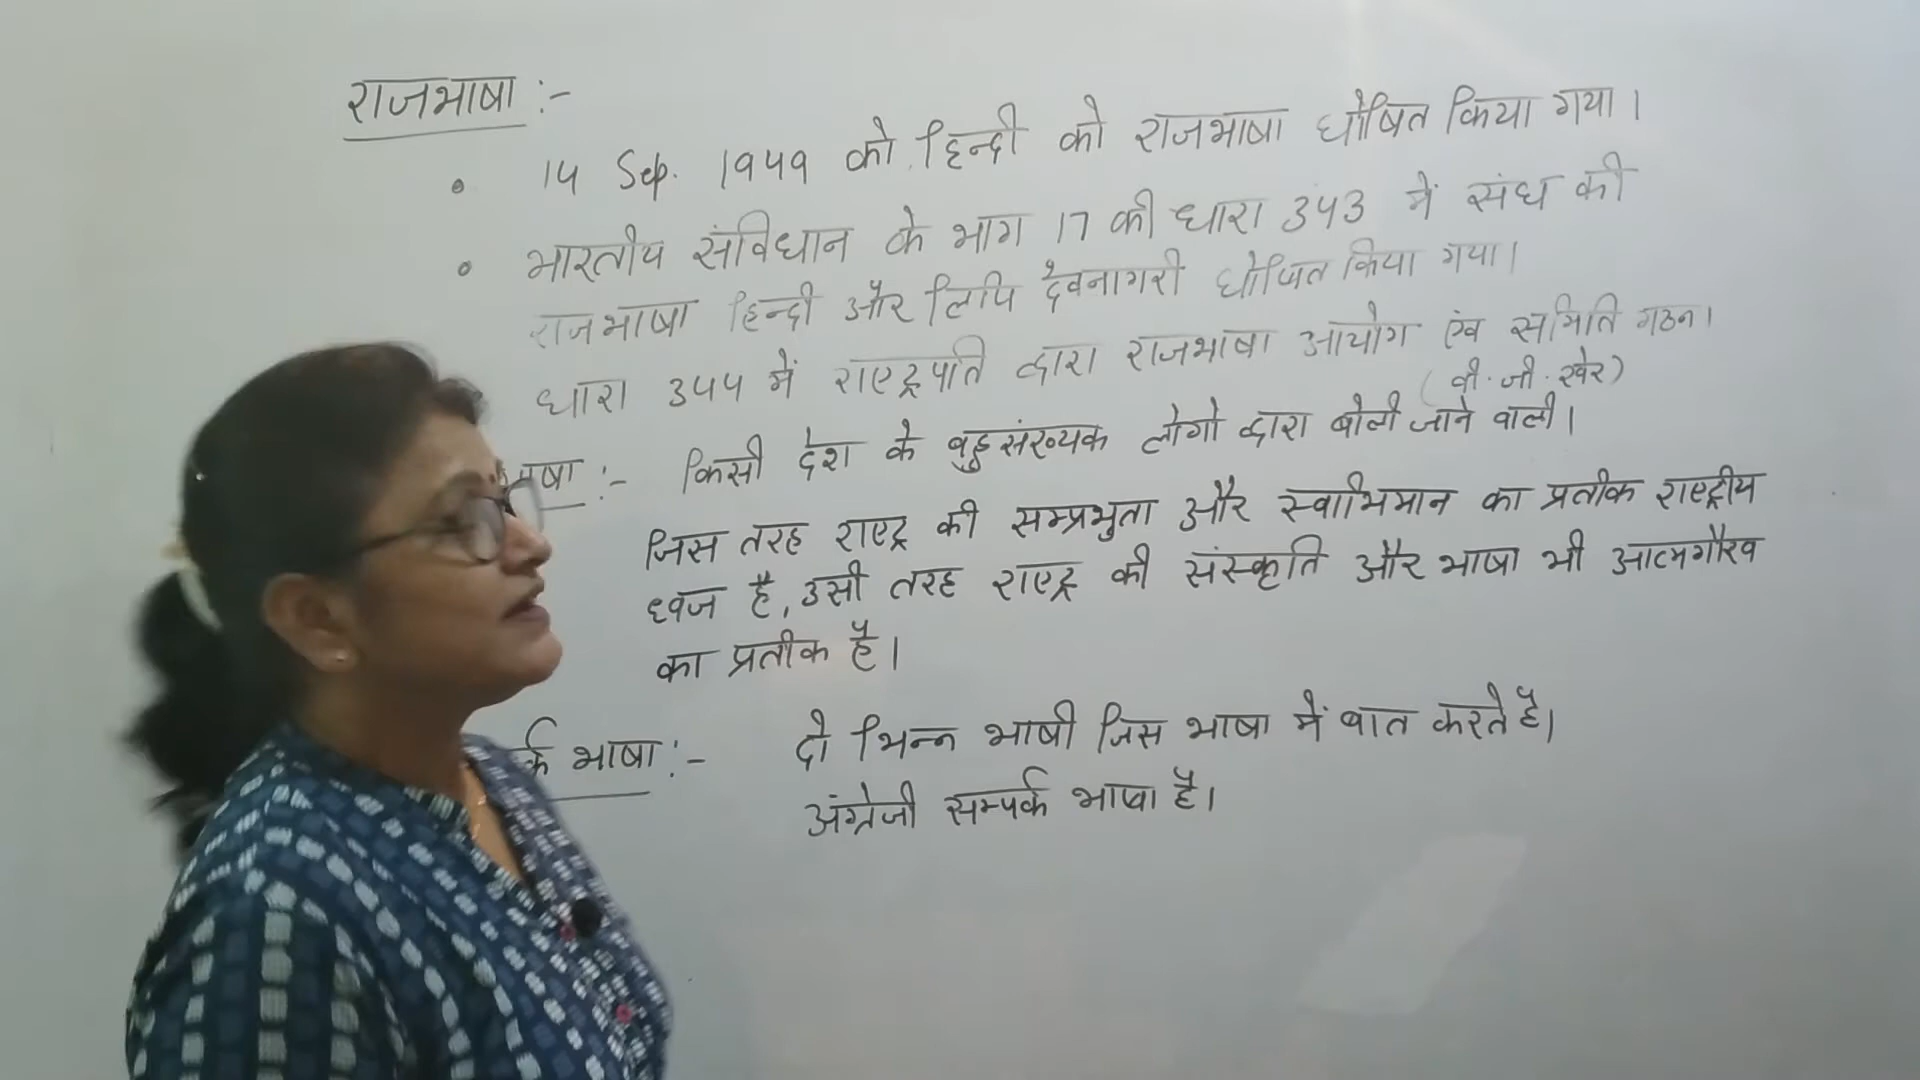 राजभाषा :-
• 14 Sep. 1949 को हिन्दी को राजभाषा घोषित किया गया।
• भारतीय संविधान के भाग 17 की धारा 343 में संघ की
राजभाषा हिन्दी और लिपि देवनागरी घोषित किया गया।
धारा 344 में राष्ट्रपति द्वारा राजभाषा आयोग एंव समिति गठन।
(वी. जी. खेर)
भाषा :- किसी देश के बहुसंख्यक लोगो द्वारा बोली जाने वाली।
जिस तरह राष्ट्र की सम्प्रभुता और स्वाभिमान का प्रतीक राष्ट्रीय
ध्वज है, उसी तरह राष्ट्र की संस्कृति और भाषा भी आत्मगौरव
का प्रतीक है।
र्क भाषा :- दो भिन्न भाषी जिस भाषा में बात करते है।
अंग्रेजी सम्पर्क भाषा है।